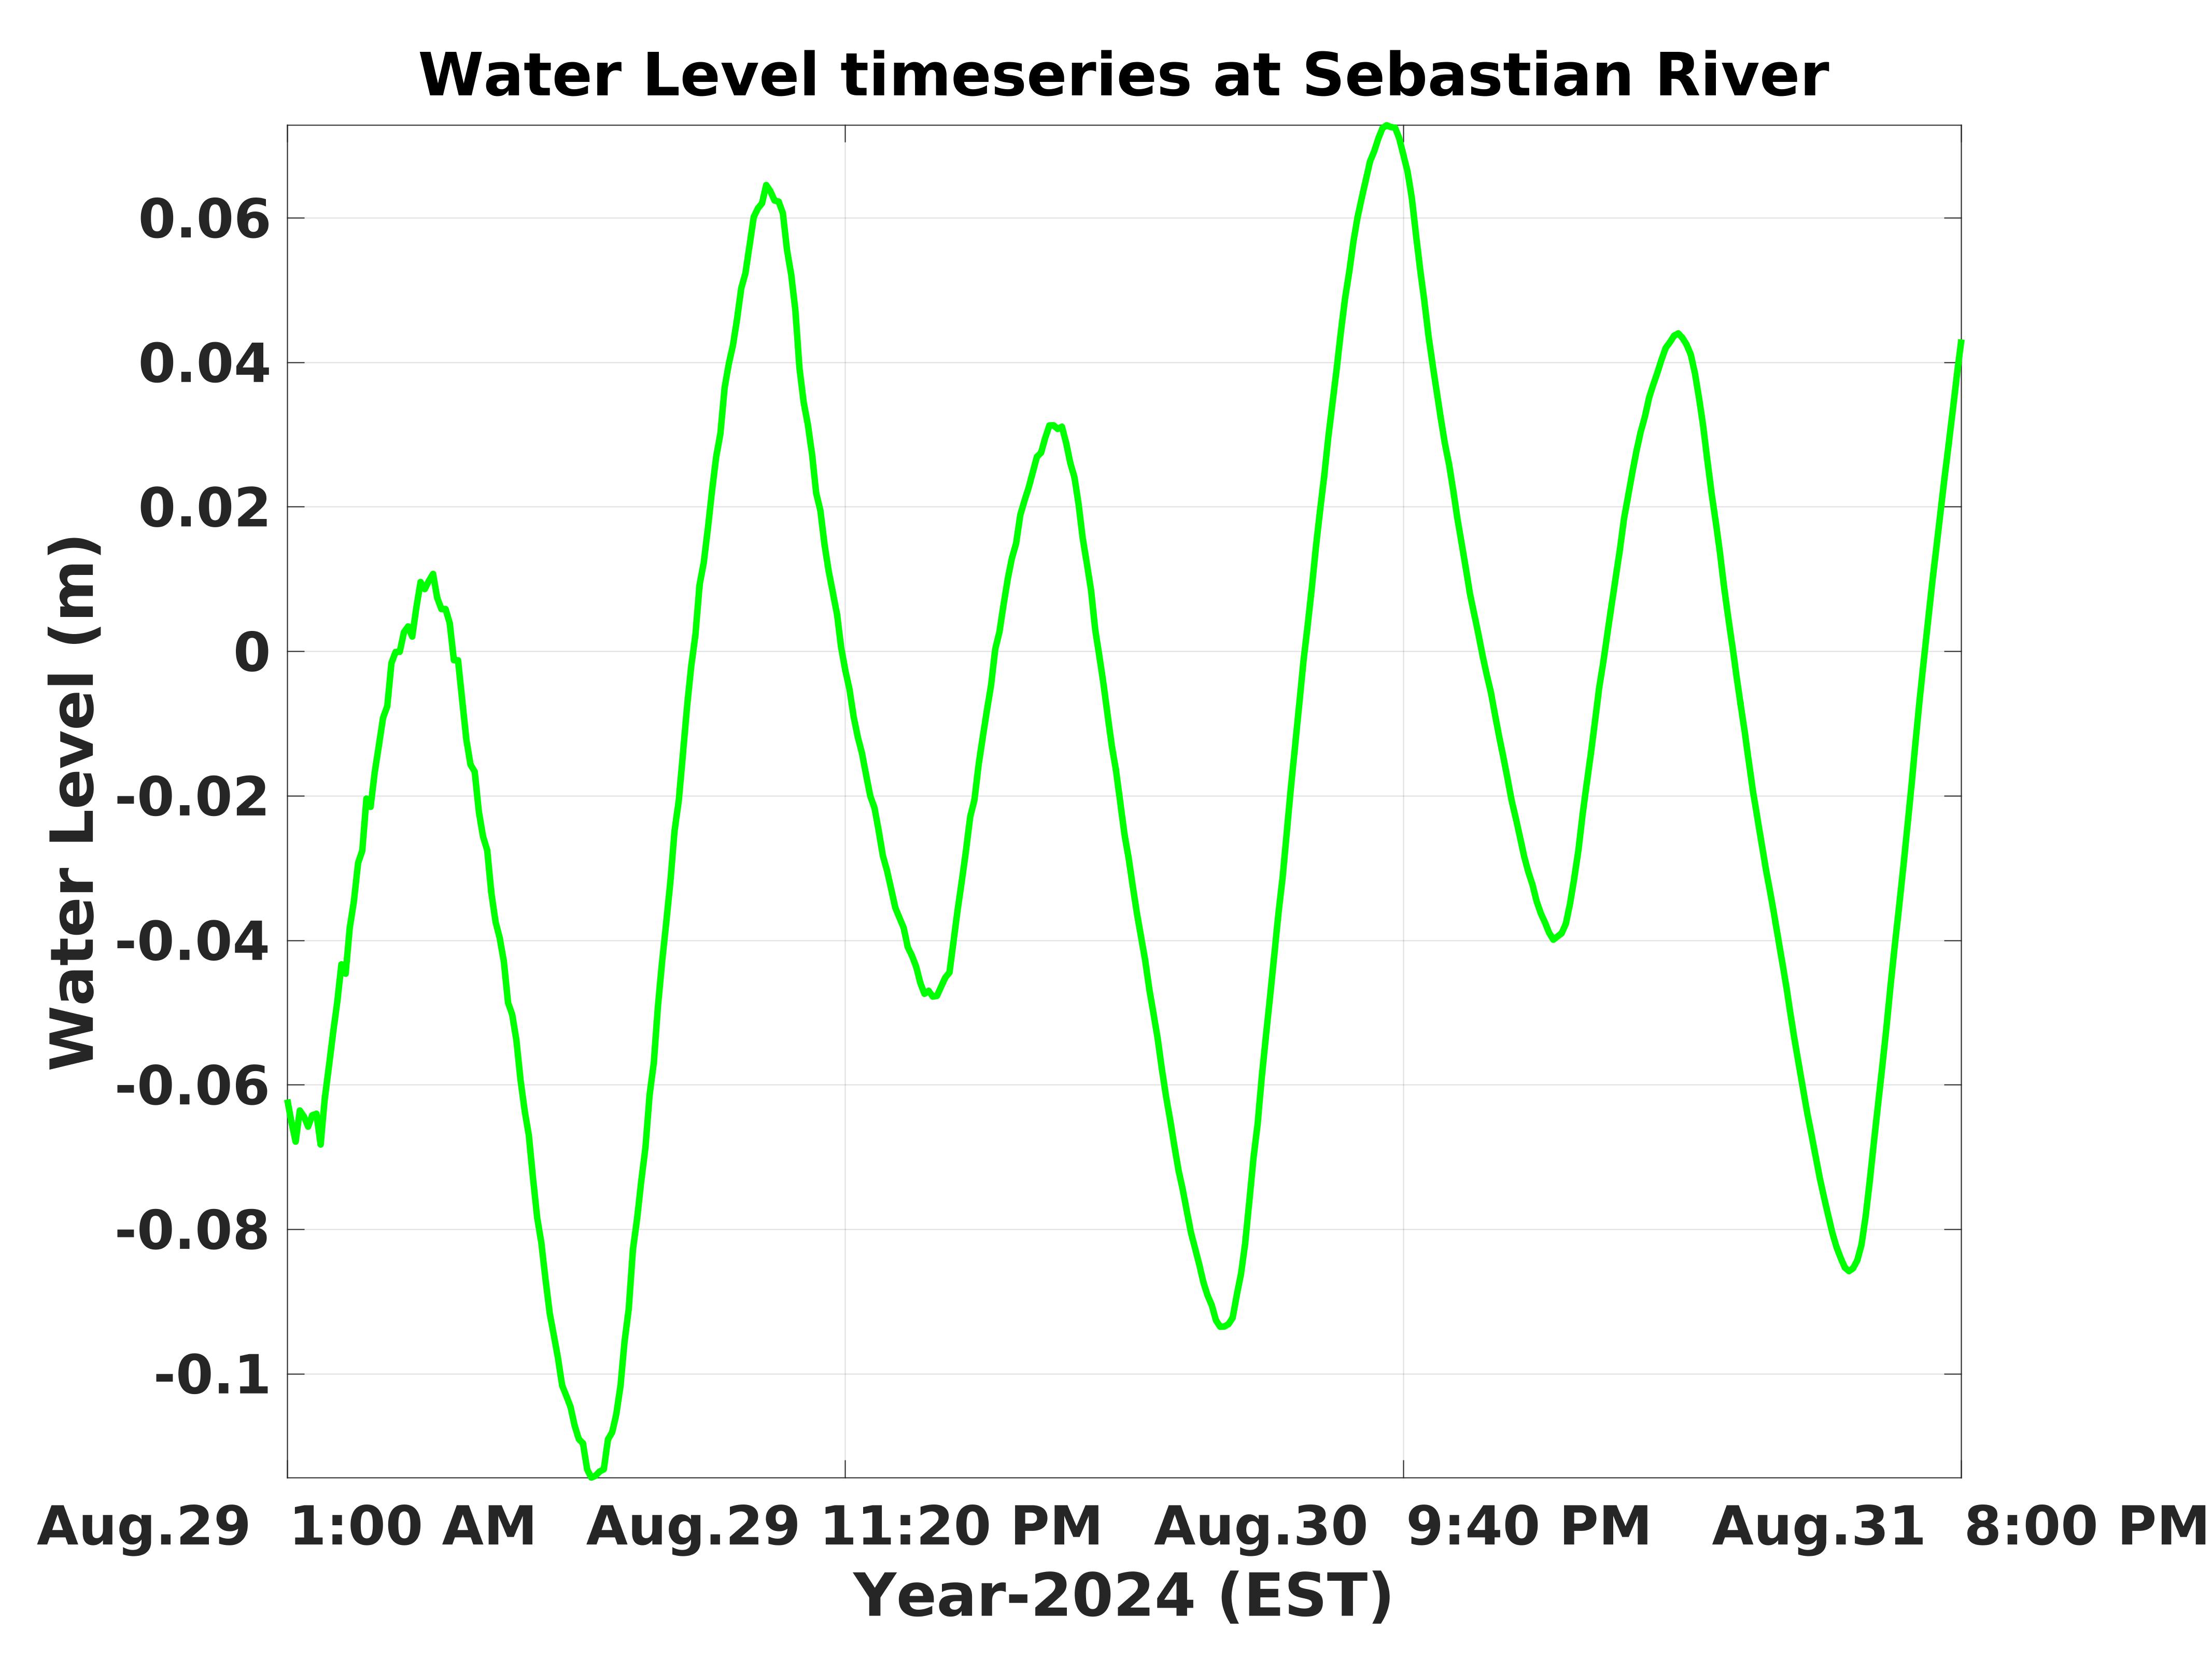 Water Level timeseries at Sebastian River
Water Level (m)
0.06
0.04
0.02
0
-0.02
-0.04
-0.06
-0.08
-0.1
Aug.29  1:00 AM
Aug.29 11:20 PM
Aug.30  9:40 PM
Aug.31  8:00 PM
Year-2024 (EST)